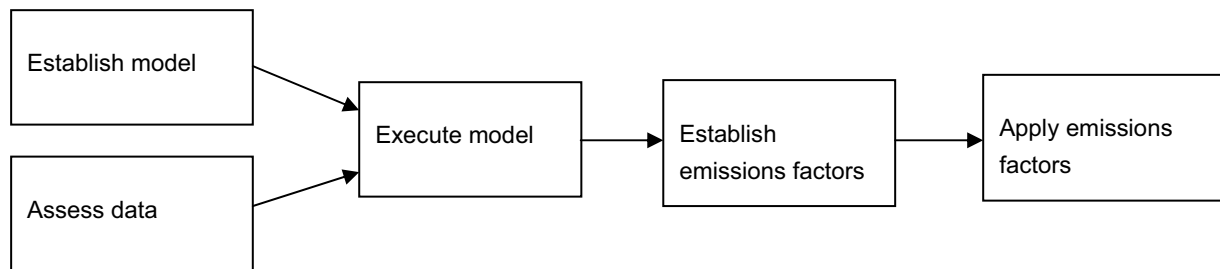 Establish model
Assess data
Execute model
Establish
emissions factors
Apply emissions
factors